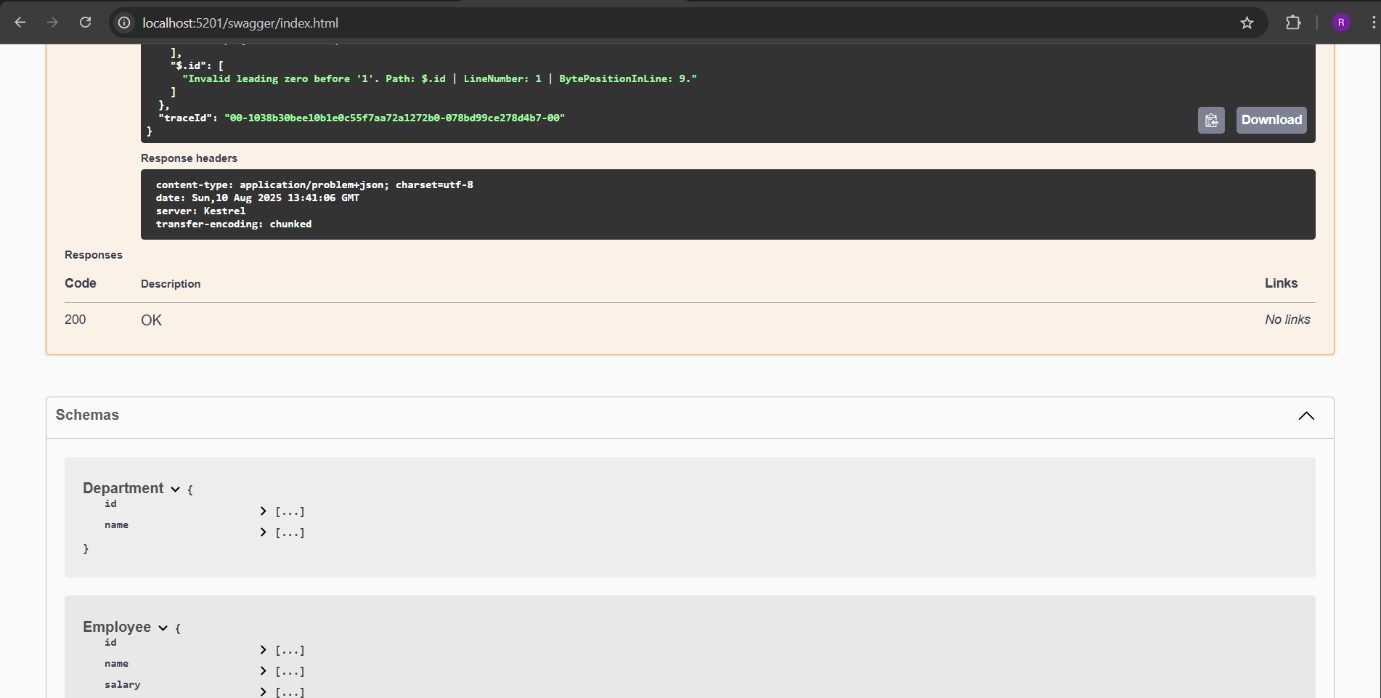 localhost:5201/swagger/index.html
R
],
"$.id": [
"Invalid leading zero before '1'. Path: $.id | LineNumber: 1 | BytePositionInLine: 9."
]
},
"traceId": "00-1038b30bee10b1e0c55f7aa72a1272b0-078bd99ce278d4b7-00"
}
Download
Response headers
content-type: application/problem+json; charset=utf-8
date: Sun,10 Aug 2025 13:41:06 GMT
server: Kestrel
transfer-encoding: chunked
Responses
Code Description Links
200 OK No links
Schemas
Department {
id [...]
name [...]
}
Employee {
id [...]
name [...]
salary [...]